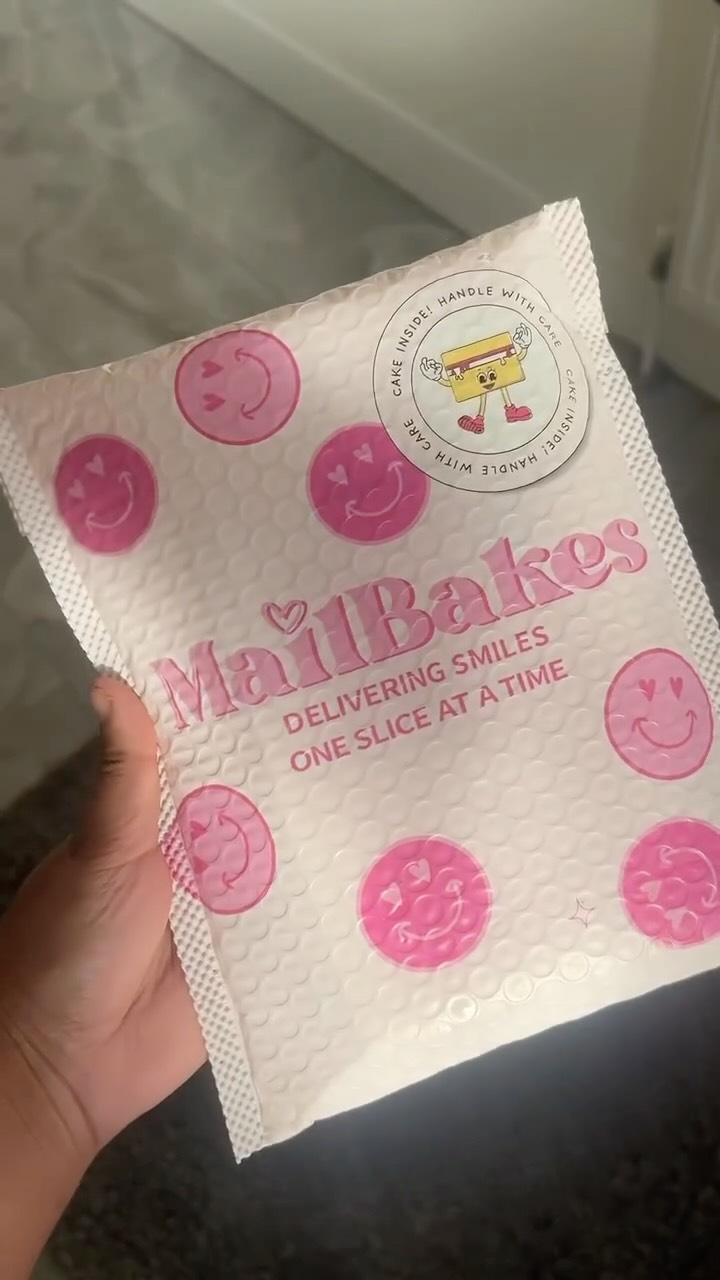 CAKE INSIDE! HANDLE WITH CARE
CAKE INSIDE! HANDLE WITH CARE
MailBakes
DELIVERING SMILES
ONE SLICE AT A TIME